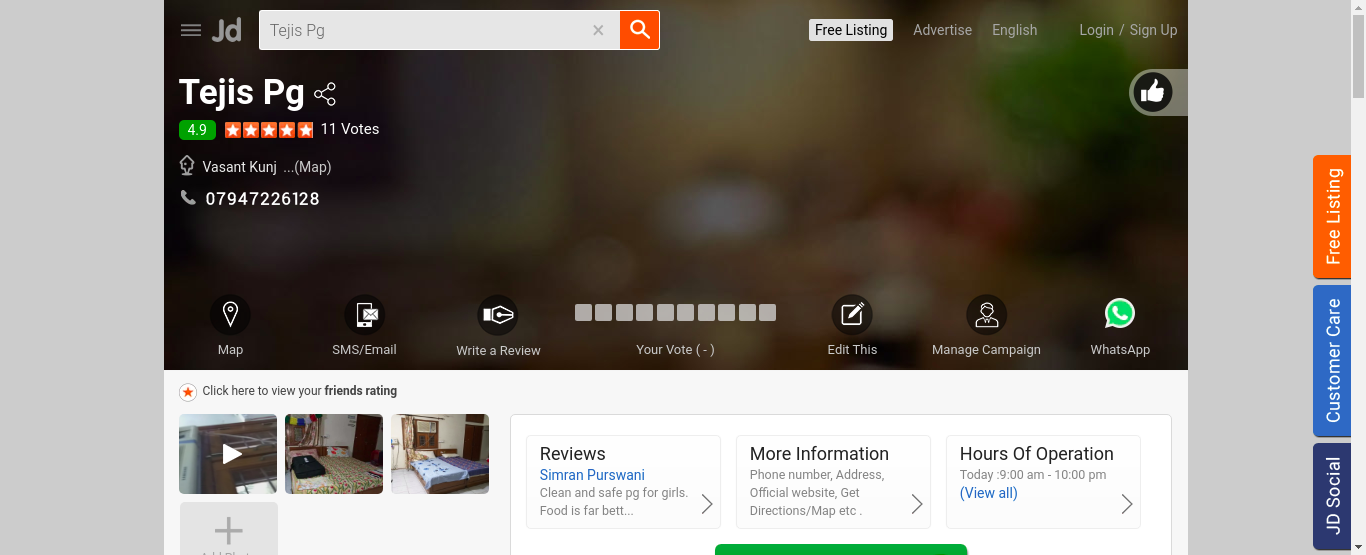 Jd
Tejis Pg
Free Listing
Advertise
English
Login / Sign Up
Tejis Pg
4.9
11 Votes
Vasant Kunj ...(Map)
07947226128
Map
SMS/Email
Write a Review
Your Vote ( - )
Edit This
Manage Campaign
WhatsApp
Free Listing
Customer Care
JD Social
Click here to view your friends rating
Reviews
Simran Purswani
Clean and safe pg for girls.
Food is far bett...
More Information
Phone number, Address,
Official website, Get
Directions/Map etc .
Hours Of Operation
Today :9:00 am - 10:00 pm
(View all)